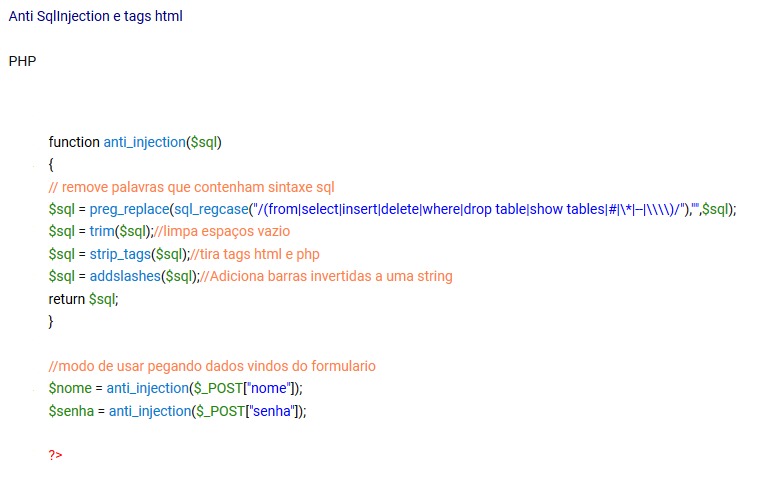 Anti SqlInjection e tags html
PHP
function anti_injection($sql)
{
// remove palavras que contenham sintaxe sql
$sql = preg_replace(sql_regcase("/(from|select|insert|delete|where|drop table|show tables|#|\*|--|\\\\)/"),"",$sql);
$sql = trim($sql);//limpa espaços vazio
$sql = strip_tags($sql);//tira tags html e php
$sql = addslashes($sql);//Adiciona barras invertidas a uma string
return $sql;
}
//modo de usar pegando dados vindos do formulario
$nome = anti_injection($_POST["nome"]);
$senha = anti_injection($_POST["senha"]);
?>